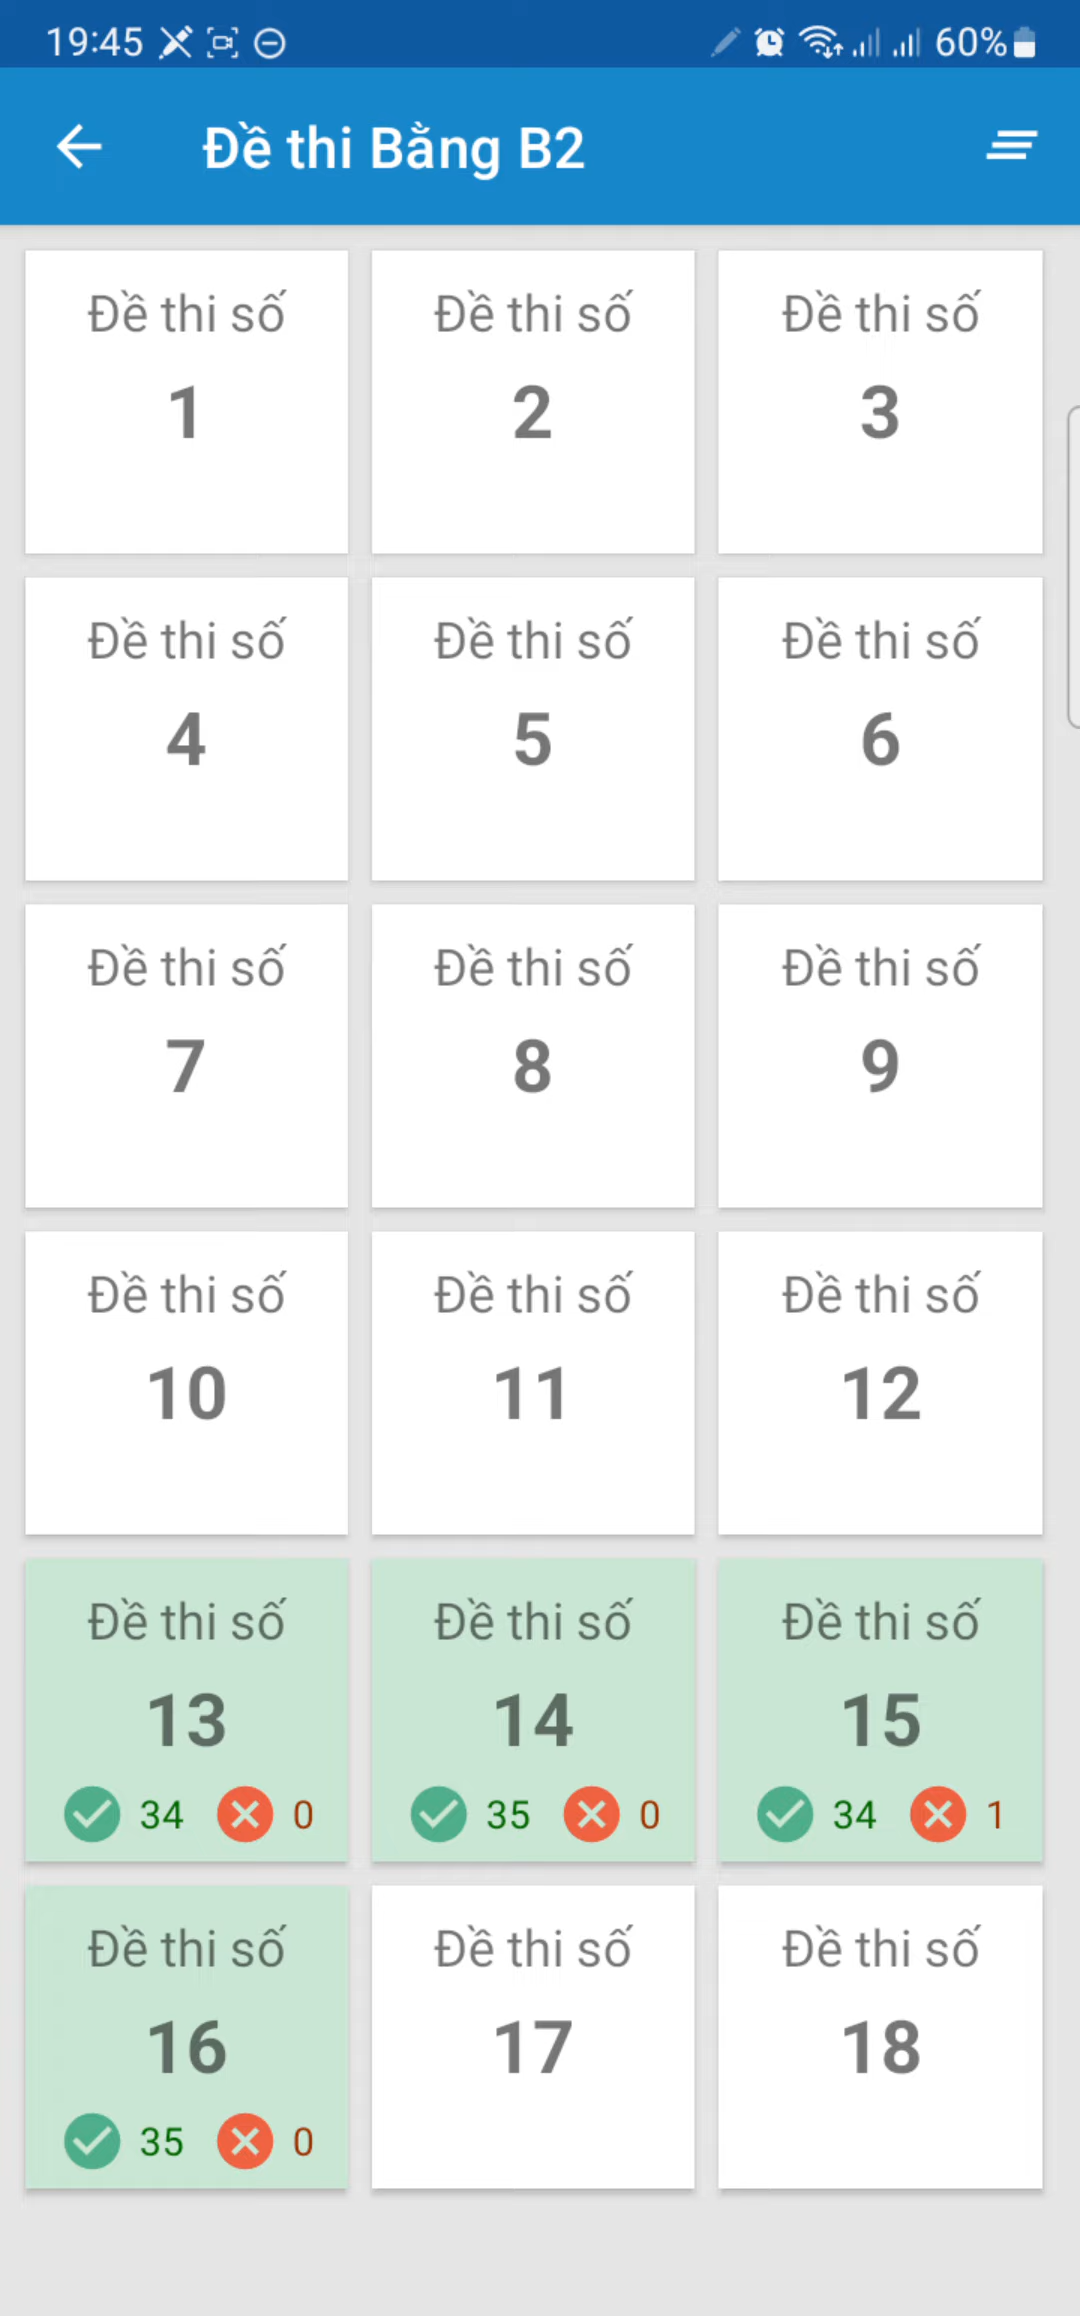 19:45 60%
Đề thi Bằng B2
Đề thi số Đề thi số Đề thi số
1 2 3
Đề thi số Đề thi số Đề thi số
4 5 6
Đề thi số Đề thi số Đề thi số
7 8 9
Đề thi số Đề thi số Đề thi số
10 11 12
Đề thi số Đề thi số Đề thi số
13 14 15
34 0 35 0 34 1
Đề thi số Đề thi số Đề thi số
16 17 18
35 0